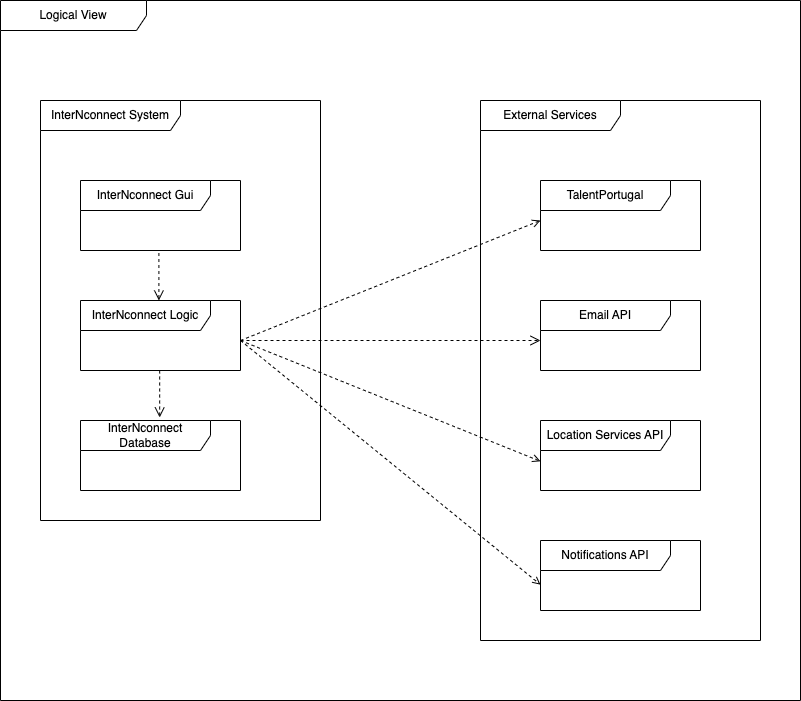 Logical View
InterNconnect System
InterNconnect Gui
InterNconnect Logic
InterNconnect
Database
External Services
TalentPortugal
Email API
Location Services API
Notifications API